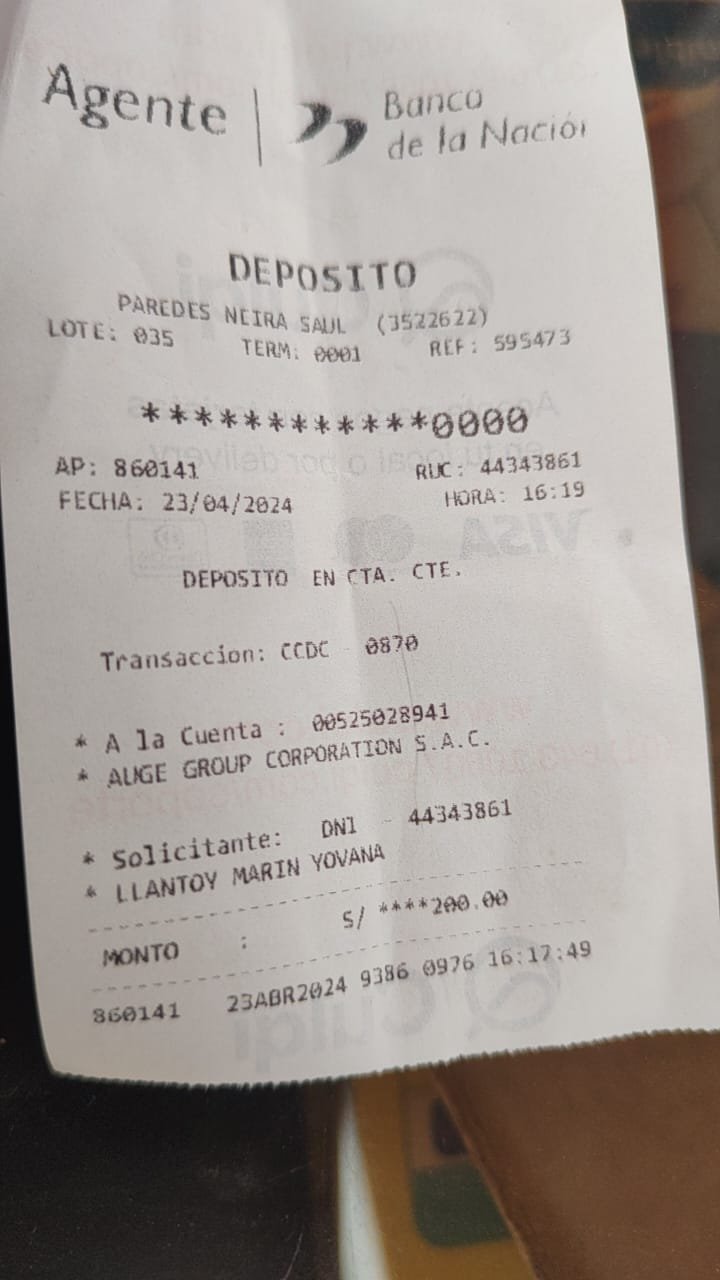 Agente | Banco
de la Nación
DEPOSITO
PAREDES NEIRA SAUL (3522622)
LOTE: 035 TERM: 0001 REF: 595473
************0000
AP: 860141 RUC: 44343861
FECHA: 23/04/2024 HORA: 16:19
DEPOSITO EN CTA. CTE.
Transaccion: CCDC - 0870
* A la Cuenta : 00525028941
* AUGE GROUP CORPORATION S.A.C.
* Solicitante: DNI - 44343861
* LLANTOY MARIN YOVANA
MONTO : S/ ****200.00
860141 23ABR2024 9386 0976 16:17:49